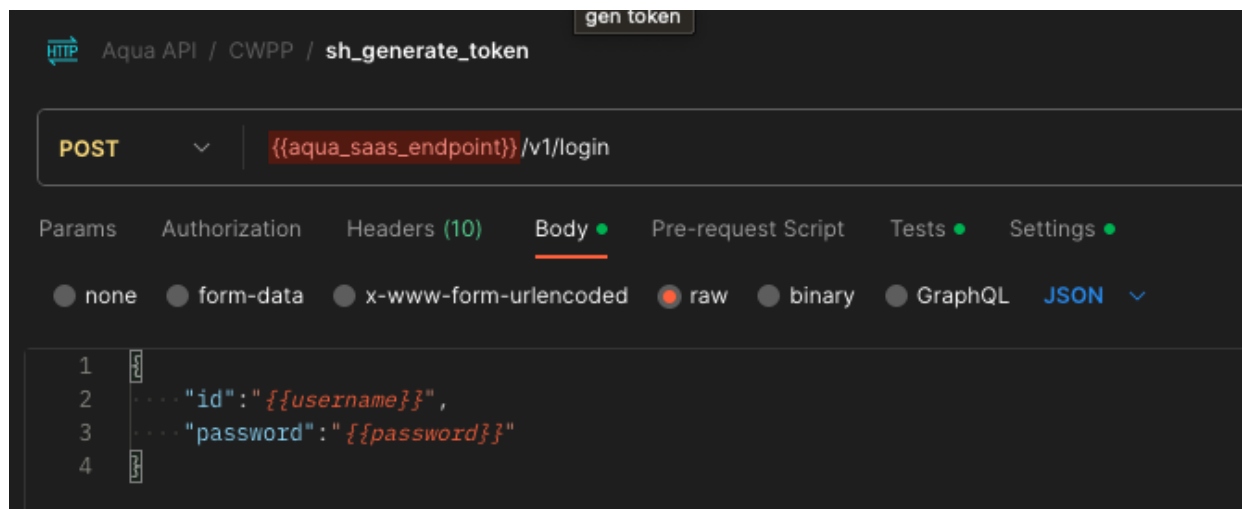 gen token
HTTP Aqua API / CWPP / sh_generate_token
POST {{aqua_saas_endpoint}}/v1/login
Params Authorization Headers (10) Body Pre-request Script Tests Settings
none form-data x-www-form-urlencoded raw binary GraphQL JSON
1 {
2 ····"id":"{{username}}",
3 ····"password":"{{password}}"
4 }